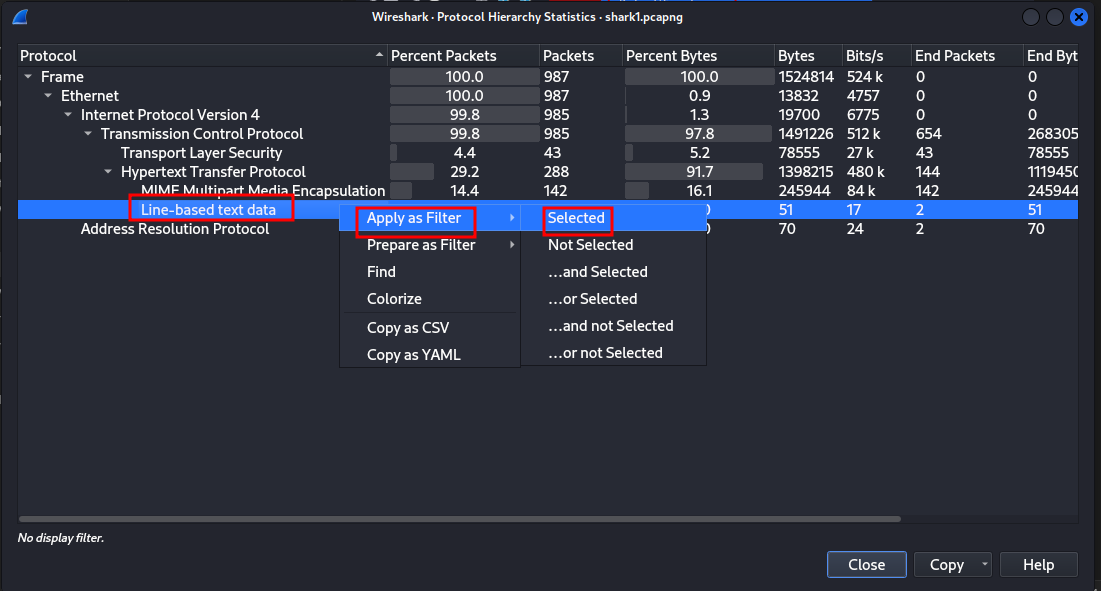 Wireshark · Protocol Hierarchy Statistics · shark1.pcapng
Protocol Percent Packets Packets Percent Bytes Bytes Bits/s End Packets End Byt
Frame 100.0 987 100.0 1524814 524 k 0 0
Ethernet 100.0 987 0.9 13832 4757 0 0
Internet Protocol Version 4 99.8 985 1.3 19700 6775 0 0
Transmission Control Protocol 99.8 985 97.8 1491226 512 k 654 268305
Transport Layer Security 4.4 43 5.2 78555 27 k 43 78555
Hypertext Transfer Protocol 29.2 288 91.7 1398215 480 k 144 1119450
MIME Multipart Media Encapsulation 14.4 142 16.1 245944 84 k 142 245944
Line-based text data 51 17 2 51
Address Resolution Protocol 70 24 2 70
Apply as Filter
Prepare as Filter
Find
Colorize
Copy as CSV
Copy as YAML
Selected
Not Selected
...and Selected
...or Selected
...and not Selected
...or not Selected
No display filter.
Close Copy Help